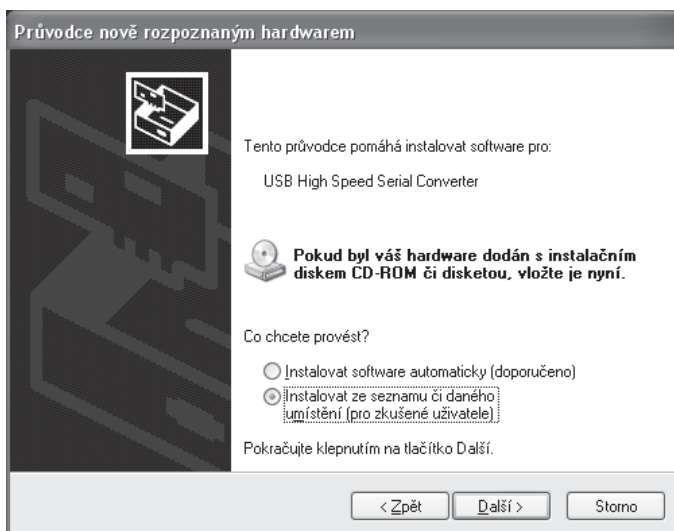 Průvodce nově rozpoznaným hardwarem
Tento průvodce pomáhá instalovat software pro:
USB High Speed Serial Converter
Pokud byl váš hardware dodán s instalačním
diskem CD-ROM či disketou, vložte je nyní.
Co chcete provést?
Instalovat software automaticky (doporučeno)
Instalovat ze seznamu či daného
umístění (pro zkušené uživatele)
Pokračujte klepnutím na tlačítko Další.
< Zpět
Další >
Storno